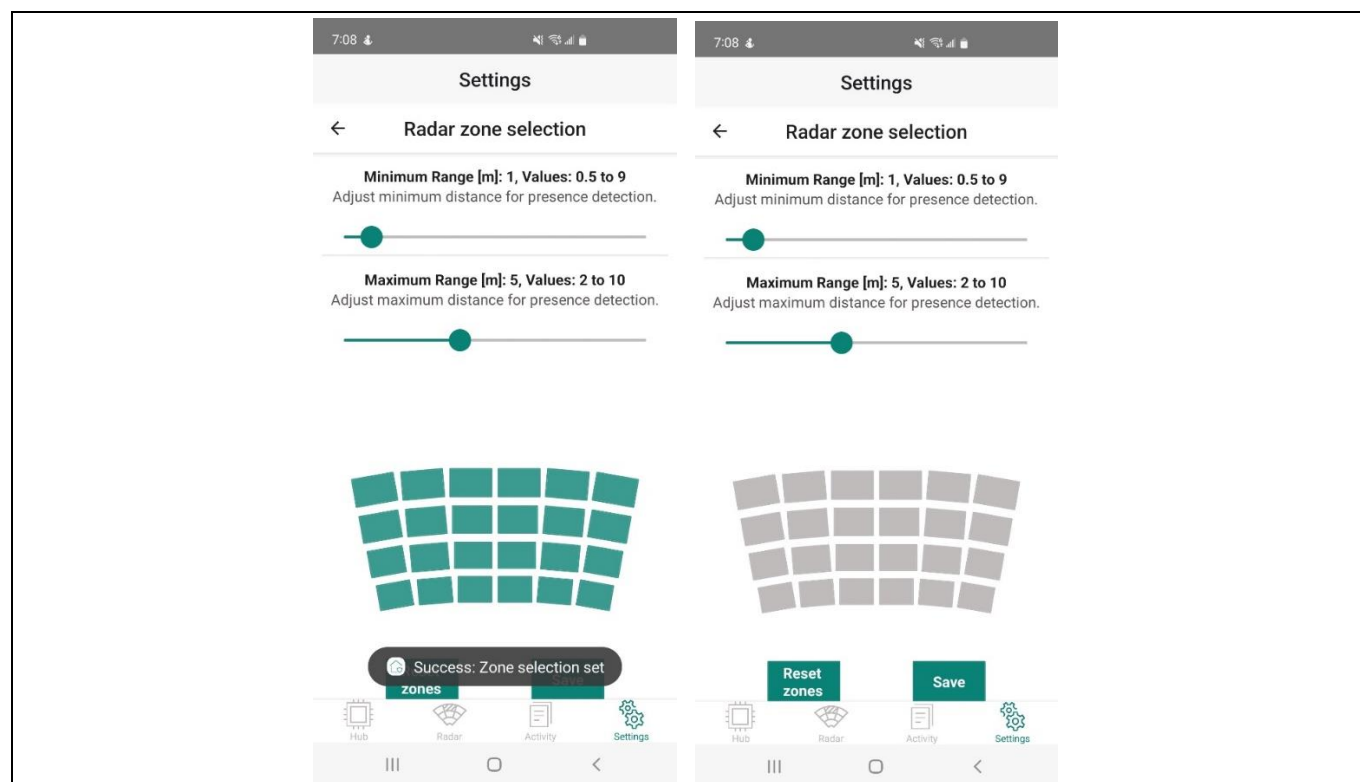 7:08
Settings
Radar zone selection
Minimum Range [m]: 1, Values: 0.5 to 9
Adjust minimum distance for presence detection.
Maximum Range [m]: 5, Values: 2 to 10
Adjust maximum distance for presence detection.
Success: Zone selection set
zones
Save
Hub
Radar
Activity
Settings
7:08
Settings
Radar zone selection
Minimum Range [m]: 1, Values: 0.5 to 9
Adjust minimum distance for presence detection.
Maximum Range [m]: 5, Values: 2 to 10
Adjust maximum distance for presence detection.
Reset
zones
Save
Hub
Radar
Activity
Settings